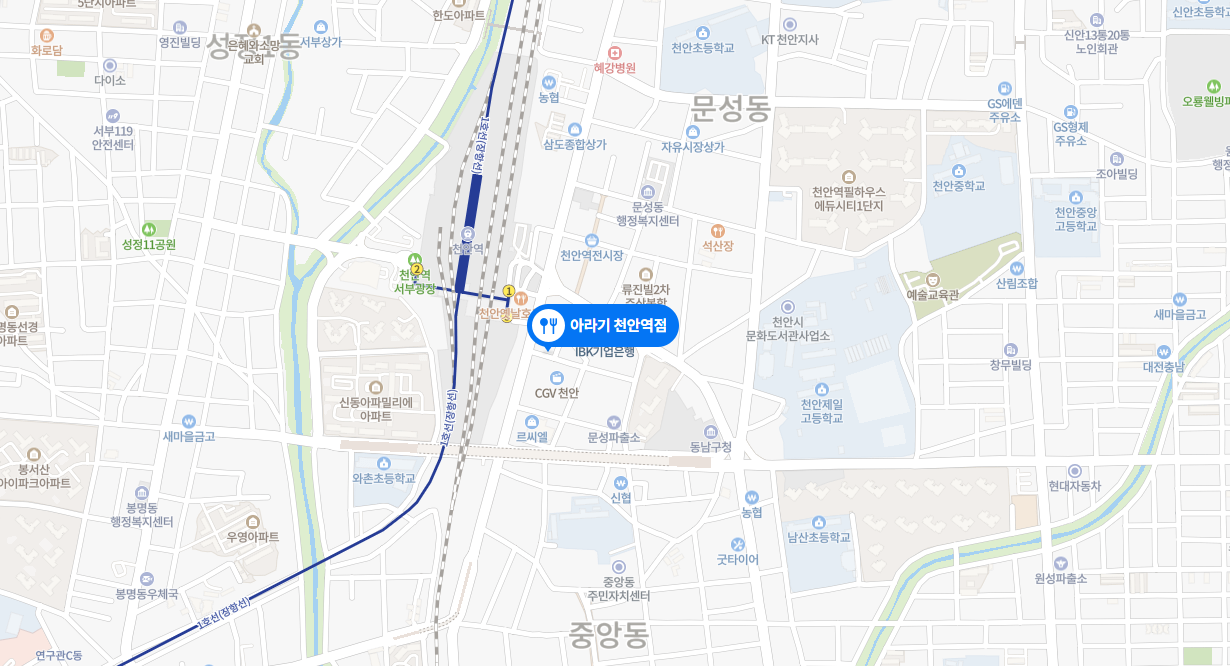 5단지아파트
한도아파트
신안초등학교
화로담
영진빌딩
성정1동
은혜와소망
교회
서부상가
천안초등학교
KT 천안지사
신안13통20통
노인회관
다이소
혜강병원
농협
문성동
GS에덴
주유소
오룡웰빙파
서부119
안전센터
1호선(장항선)
삼도종합상가
자유시장상가
GS형제
주유소
조아빌딩
행정
천안역필하우스
에듀시티1단지
천안중학교
문성동
행정복지센터
천안중앙
고등학교
성정11공원
천안역
석산장
천안역전시장
천안역
서부광장
2
1
류진빌2차
주상복합
예술교육관
산림조합
천안옛날호
3
아라기 천안역점
IBK기업은행
천안시
문화도서관사업소
새마을금고
명동선경
아파트
창무빌딩
대전충남
신동아파밀리에
아파트
1호선(장항선)
CGV 천안
천안제일
고등학교
새마을금고
르씨엘
문성파출소
동남구청
봉서산
아이파크아파트
와촌초등학교
신협
현대자동차
봉명동
행정복지센터
농협
우영아파트
남산초등학교
굿타이어
봉명동우체국
중앙동
주민자치센터
원성파출소
1호선(장항선)
중앙동
연구관C동